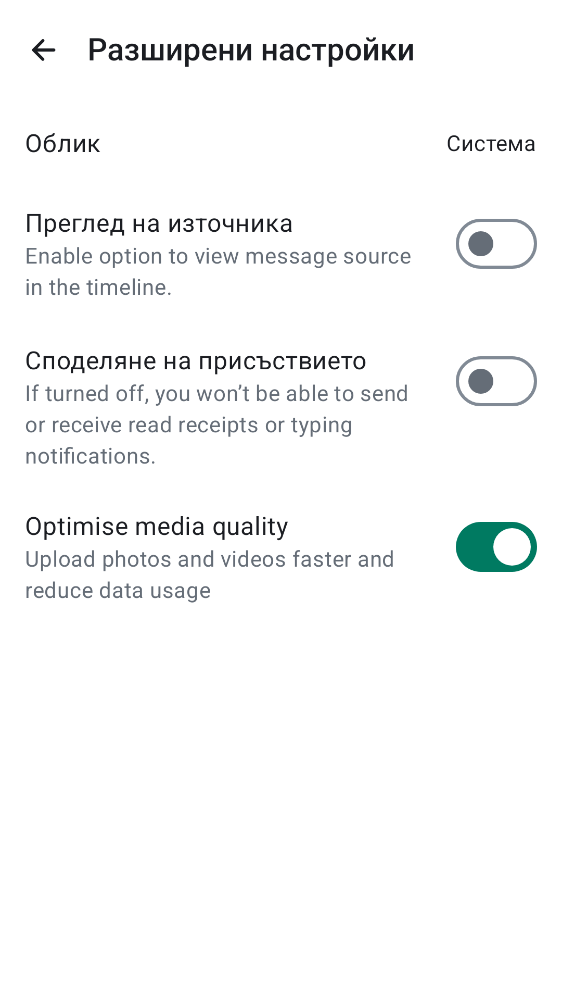 Разширени настройки
Облик
Система
Преглед на източника
Enable option to view message source
in the timeline.
Споделяне на присъствието
If turned off, you won’t be able to send
or receive read receipts or typing
notifications.
Optimise media quality
Upload photos and videos faster and
reduce data usage